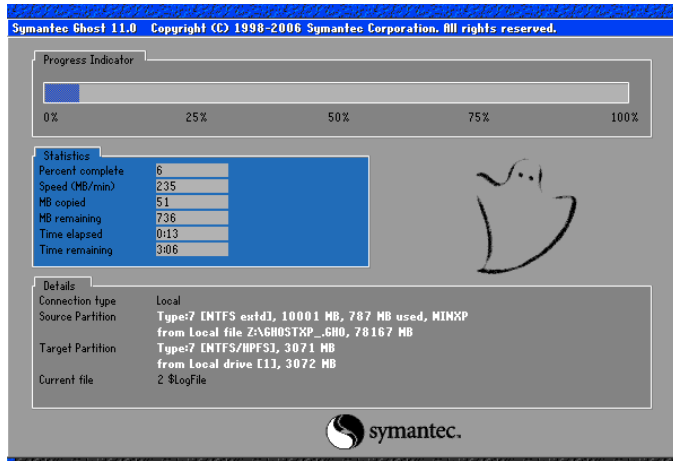 Symantec Ghost 11.0 Copyright (C) 1998-2006 Symantec Corporation. All rights reserved.
Progress Indicator
0% 25% 50% 75% 100%
Statistics
Percent complete 6
Speed (MB/min) 235
MB copied 51
MB remaining 736
Time elapsed 0:13
Time remaining 3:06
Details
Connection type Local
Source Partition Type:7 [NTFS extd], 10001 MB, 787 MB used, MINXP
from Local file Z:\GHOSTXP_.GHO, 78167 MB
Target Partition Type:7 [NTFS/HPFS], 3071 MB
from Local drive [1], 3072 MB
Current file 2 $LogFile
symantec.